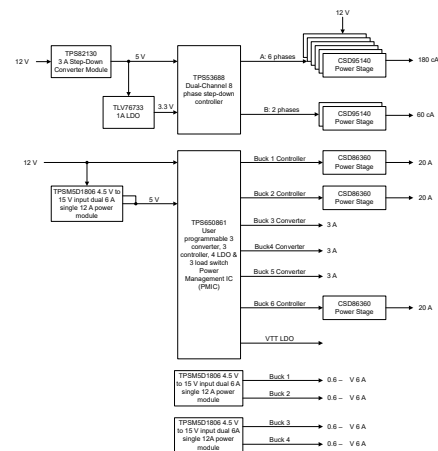 12 V
TPS82130
3 A Step-Down
Converter Module
5 V
TPS53688
Dual-Channel 8
phase step-down
controller
A: 6 phases
CSD95140
Power Stage
180 cA
TLV76733
1A LDO
3.3 V
B: 2 phases
CSD95140
Power Stage
60 cA
12 V
12 V
TPSM5D1806 4.5 V to
15 V input dual 6 A
single 12 A power
module
5 V
TPS650861
User
programmable 3
converter, 3
controller, 4 LDO &
3 load switch
Power
Management IC
(PMIC)
Buck 1 Controller
CSD86360
Power Stage
20 A
Buck 2 Controller
CSD86360
Power Stage
20 A
Buck 3 Converter
3 A
Buck4 Converter
3 A
Buck 5 Converter
3 A
Buck 6 Controller
CSD86360
Power Stage
20 A
VTT LDO
TPSM5D1806 4.5 V
to 15 V input dual 6 A
single 12 A power
module
Buck 1
0.6 – V 6 A
Buck 2
0.6 – V 6 A
TPSM5D1806 4.5 V
to 15 V input dual 6A
single 12A power
module
Buck 3
0.6 – V 6 A
Buck 4
0.6 – V 6 A